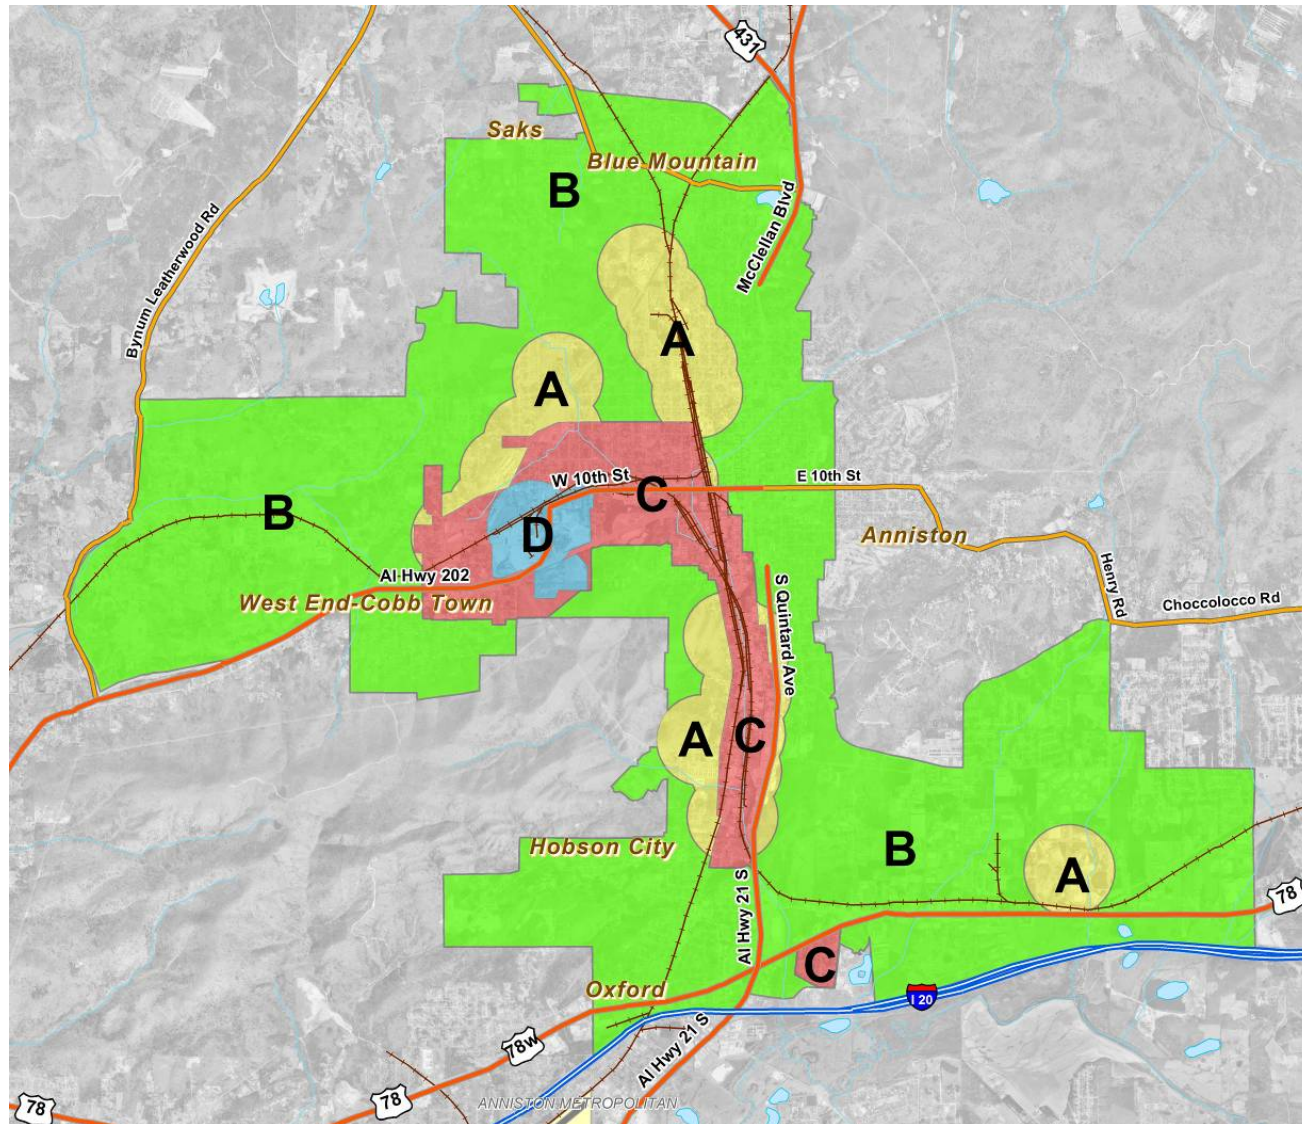 431
Saks
Blue Mountain
B
McClellan Blvd
Bynum Leatherwood Rd
A
A
W 10th St
E 10th St
C
B
D
Anniston
Al Hwy 202
West End-Cobb Town
Henry Rd
Choccolocco Rd
S Quintard Ave
A
C
Hobson City
B
A
78
Al Hwy 21 S
C
Oxford
I 20
78W
Al Hwy 21 S
78
78
ANNISTON METROPOLITAN